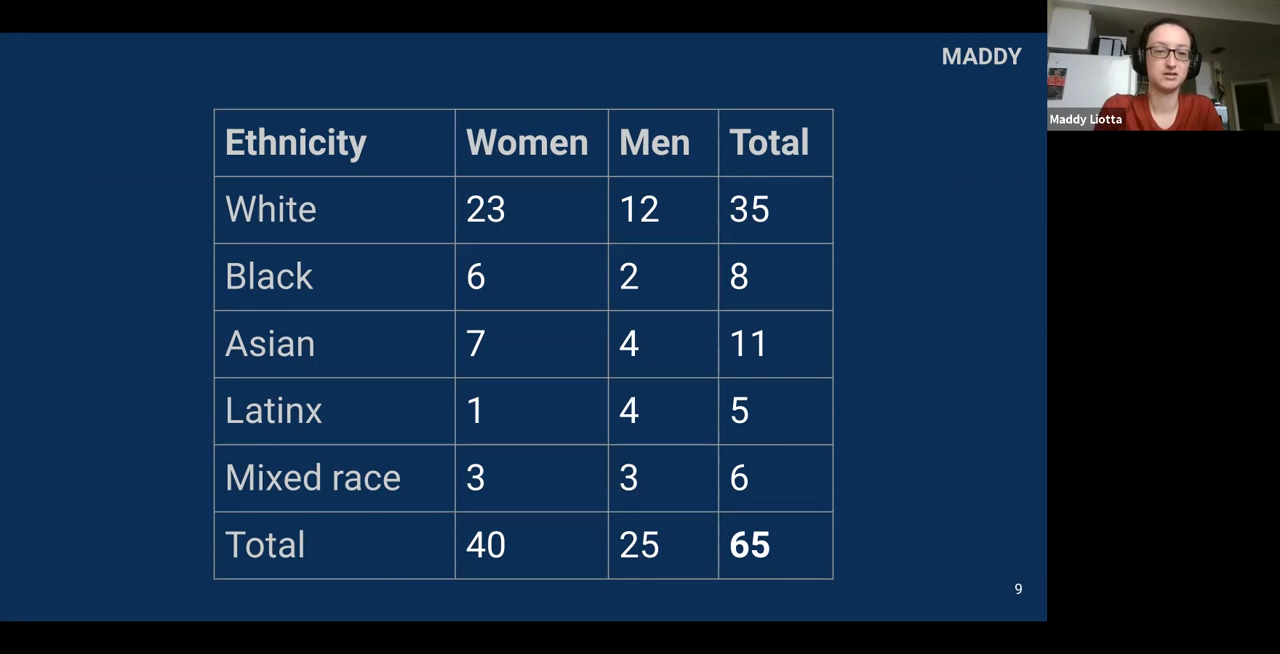 MADDY
Maddy Liotta
Ethnicity Women Men Total
White 23 12 35
Black 6 2 8
Asian 7 4 11
Latinx 1 4 5
Mixed race 3 3 6
Total 40 25 65
9